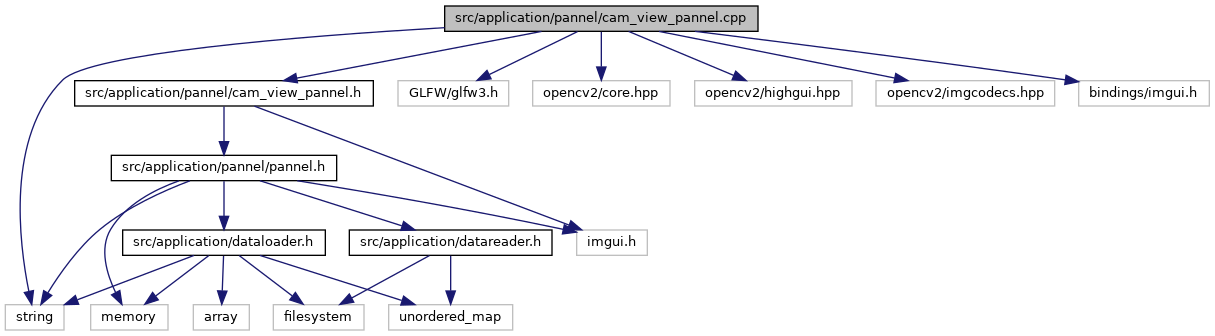 src/application/pannel/cam_view_pannel.cpp
src/application/pannel/cam_view_pannel.h
GLFW/glfw3.h
opencv2/core.hpp
opencv2/highgui.hpp
opencv2/imgcodecs.hpp
bindings/imgui.h
src/application/pannel/pannel.h
src/application/dataloader.h
src/application/datareader.h
imgui.h
string
memory
array
filesystem
unordered_map